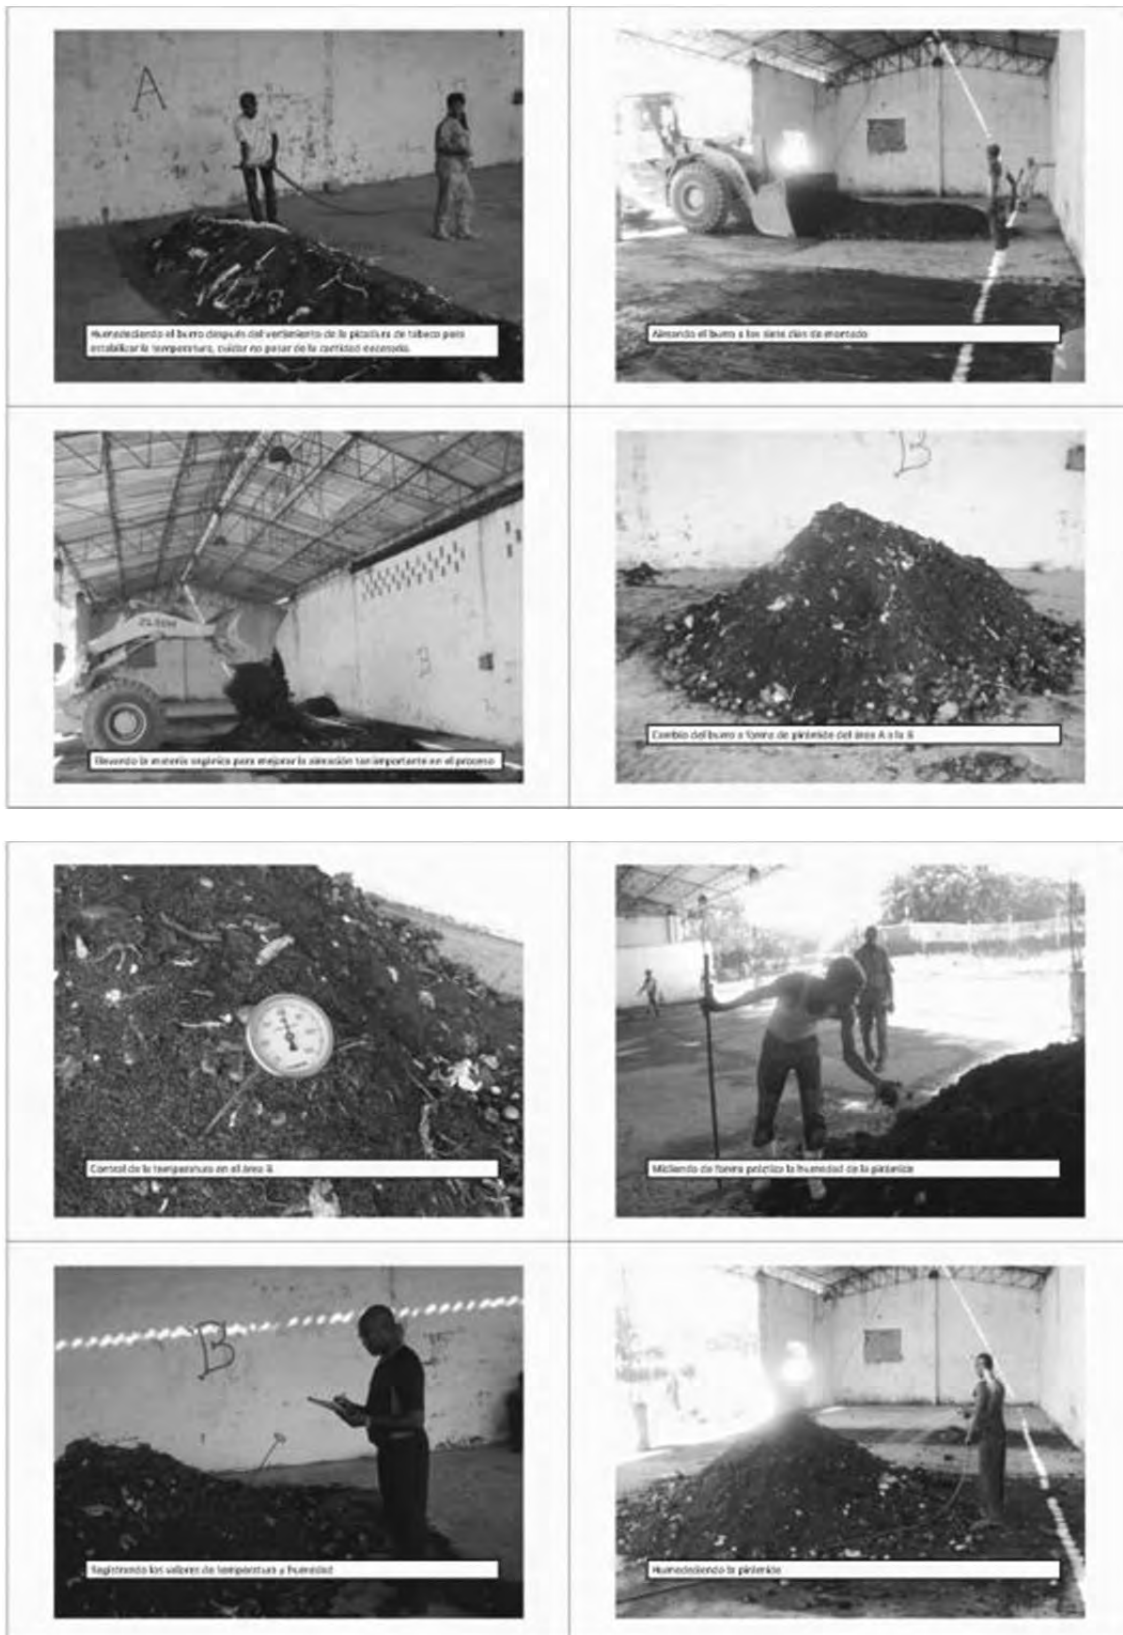 A
Humedeciendo el burro después del vertimiento de la picadura de tabaco para
estabilizar la temperatura, cuidar no pasar de la cantidad necesaria.
Aireando el burro a los siete días de montado
ZL50H
B
Elevando la materia orgánica para mejorar la aireación tan importante en el proceso
B
Cambio del burro a forma de pirámide del área A a la B
Control de la temperatura en el área B
Midiendo de forma práctica la humedad de la pirámide
B
Registrando los valores de temperatura y humedad
Humedeciendo la pirámide